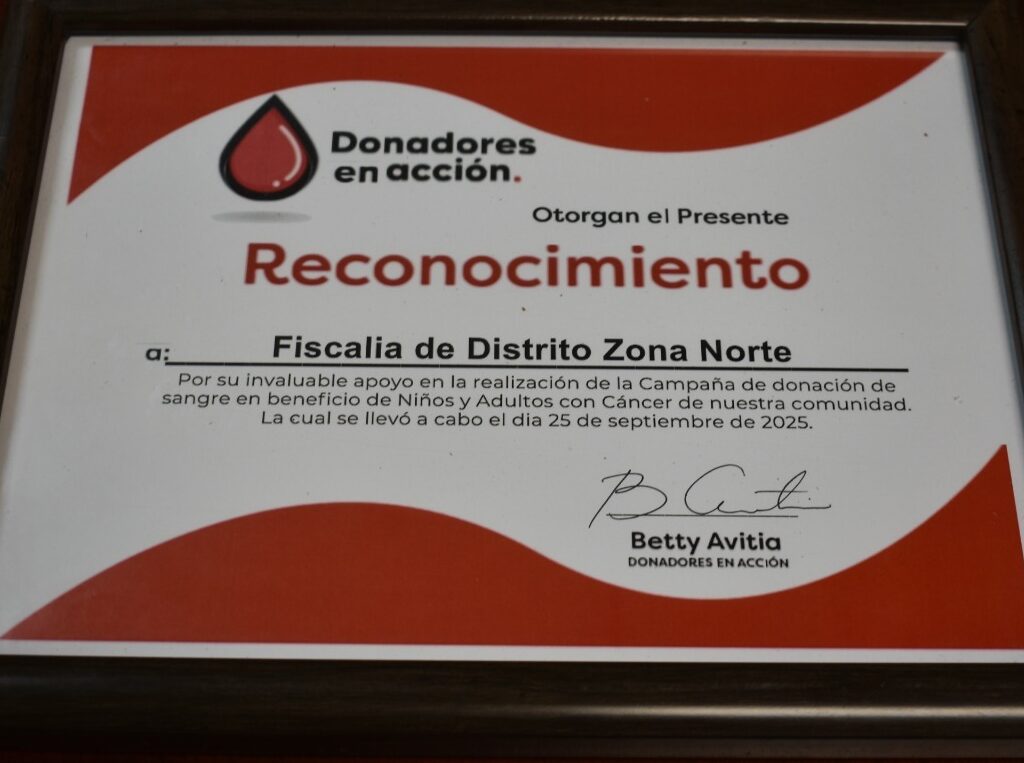 Donadores
en acción.
Otorgan el Presente
Reconocimiento
a: Fiscalia de Distrito Zona Norte
Por su invaluable apoyo en la realización de la Campaña de donación de
sangre en beneficio de Niños y Adultos con Cáncer de nuestra comunidad.
La cual se llevó a cabo el dia 25 de septiembre de 2025.
Betty Avitia
DONADORES EN ACCIÓN